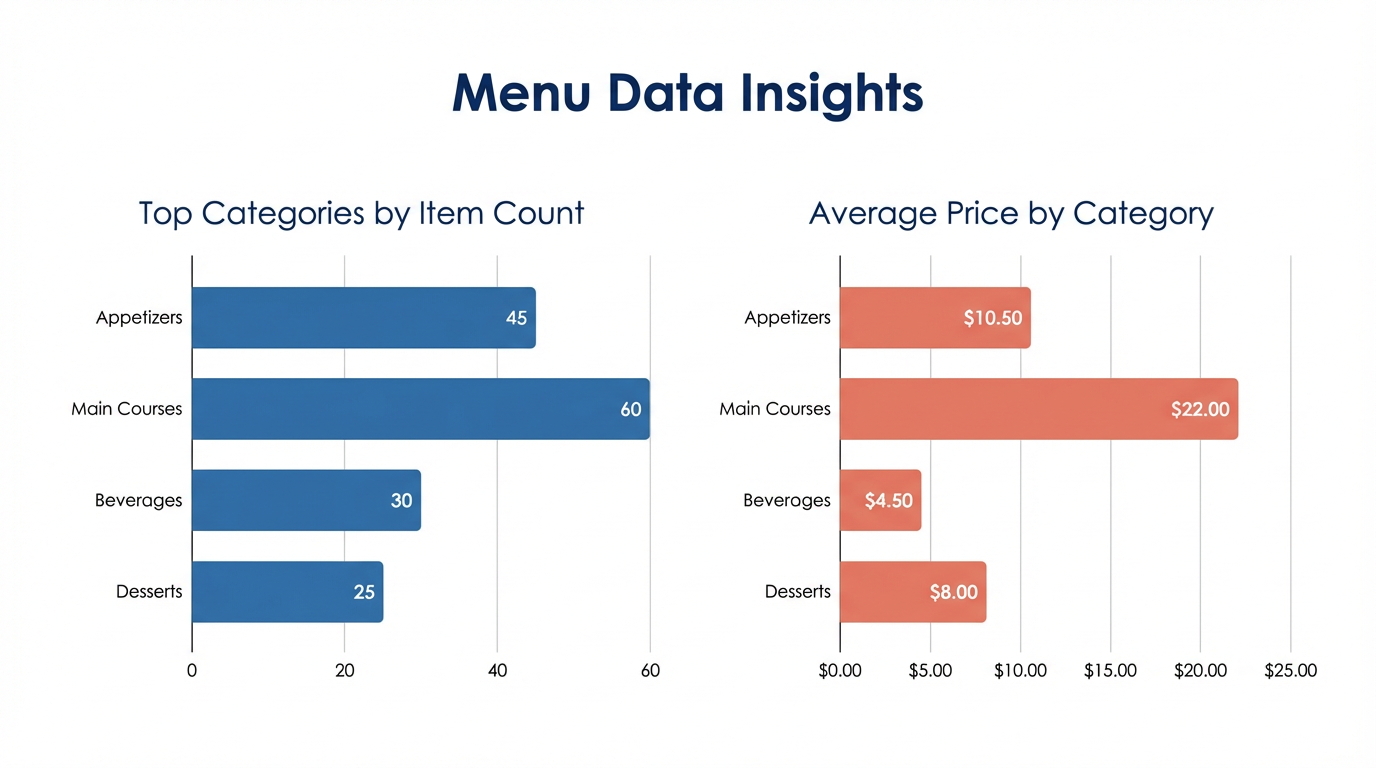 Menu Data Insights
Top Categories by Item Count
Appetizers
45
Main Courses
60
Beverages
30
Desserts
25
0 20 40 60
Average Price by Category
Appetizers
$10.50
Main Courses
$22.00
Beveroges
$4.50
Desserts
$8.00
$0.00 $5.00 $10.00 $15.00 $20.00 $25.00